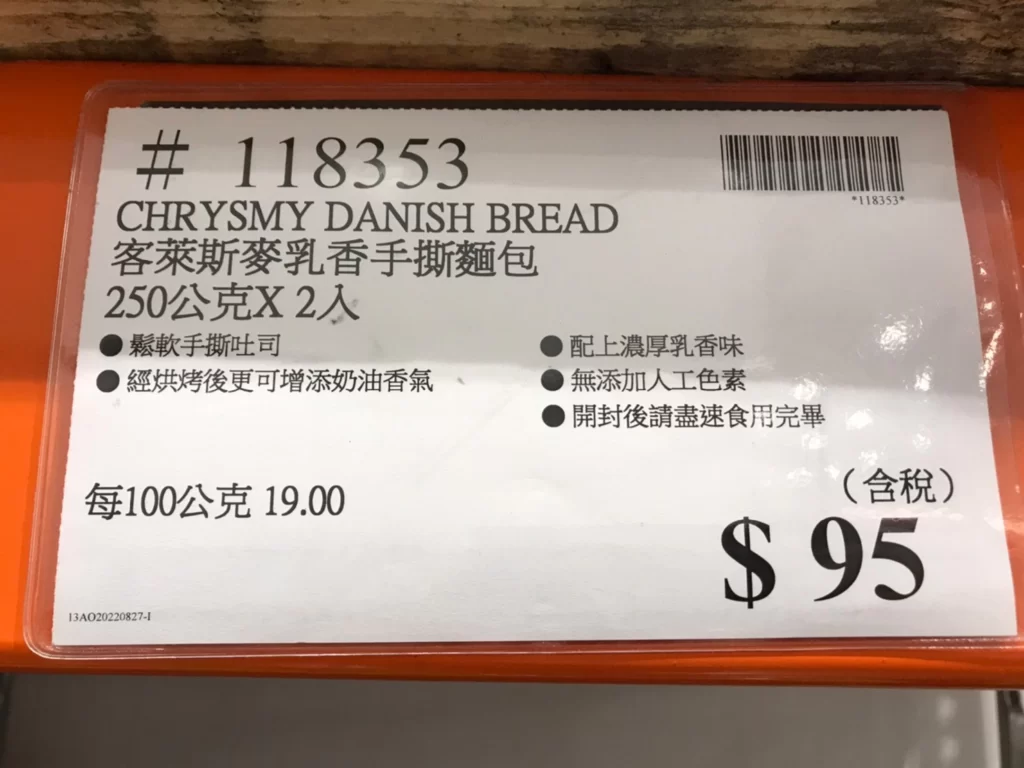 # 118353
*118353*
CHRYSMY DANISH BREAD
客萊斯麥乳香手撕麵包
250公克X 2入
●鬆軟手撕吐司
●配上濃厚乳香味
●經烘烤後更可增添奶油香氣
●無添加人工色素
●開封後請盡速食用完畢
每100公克 19.00
（含稅）
$ 95
13AO20220827-I